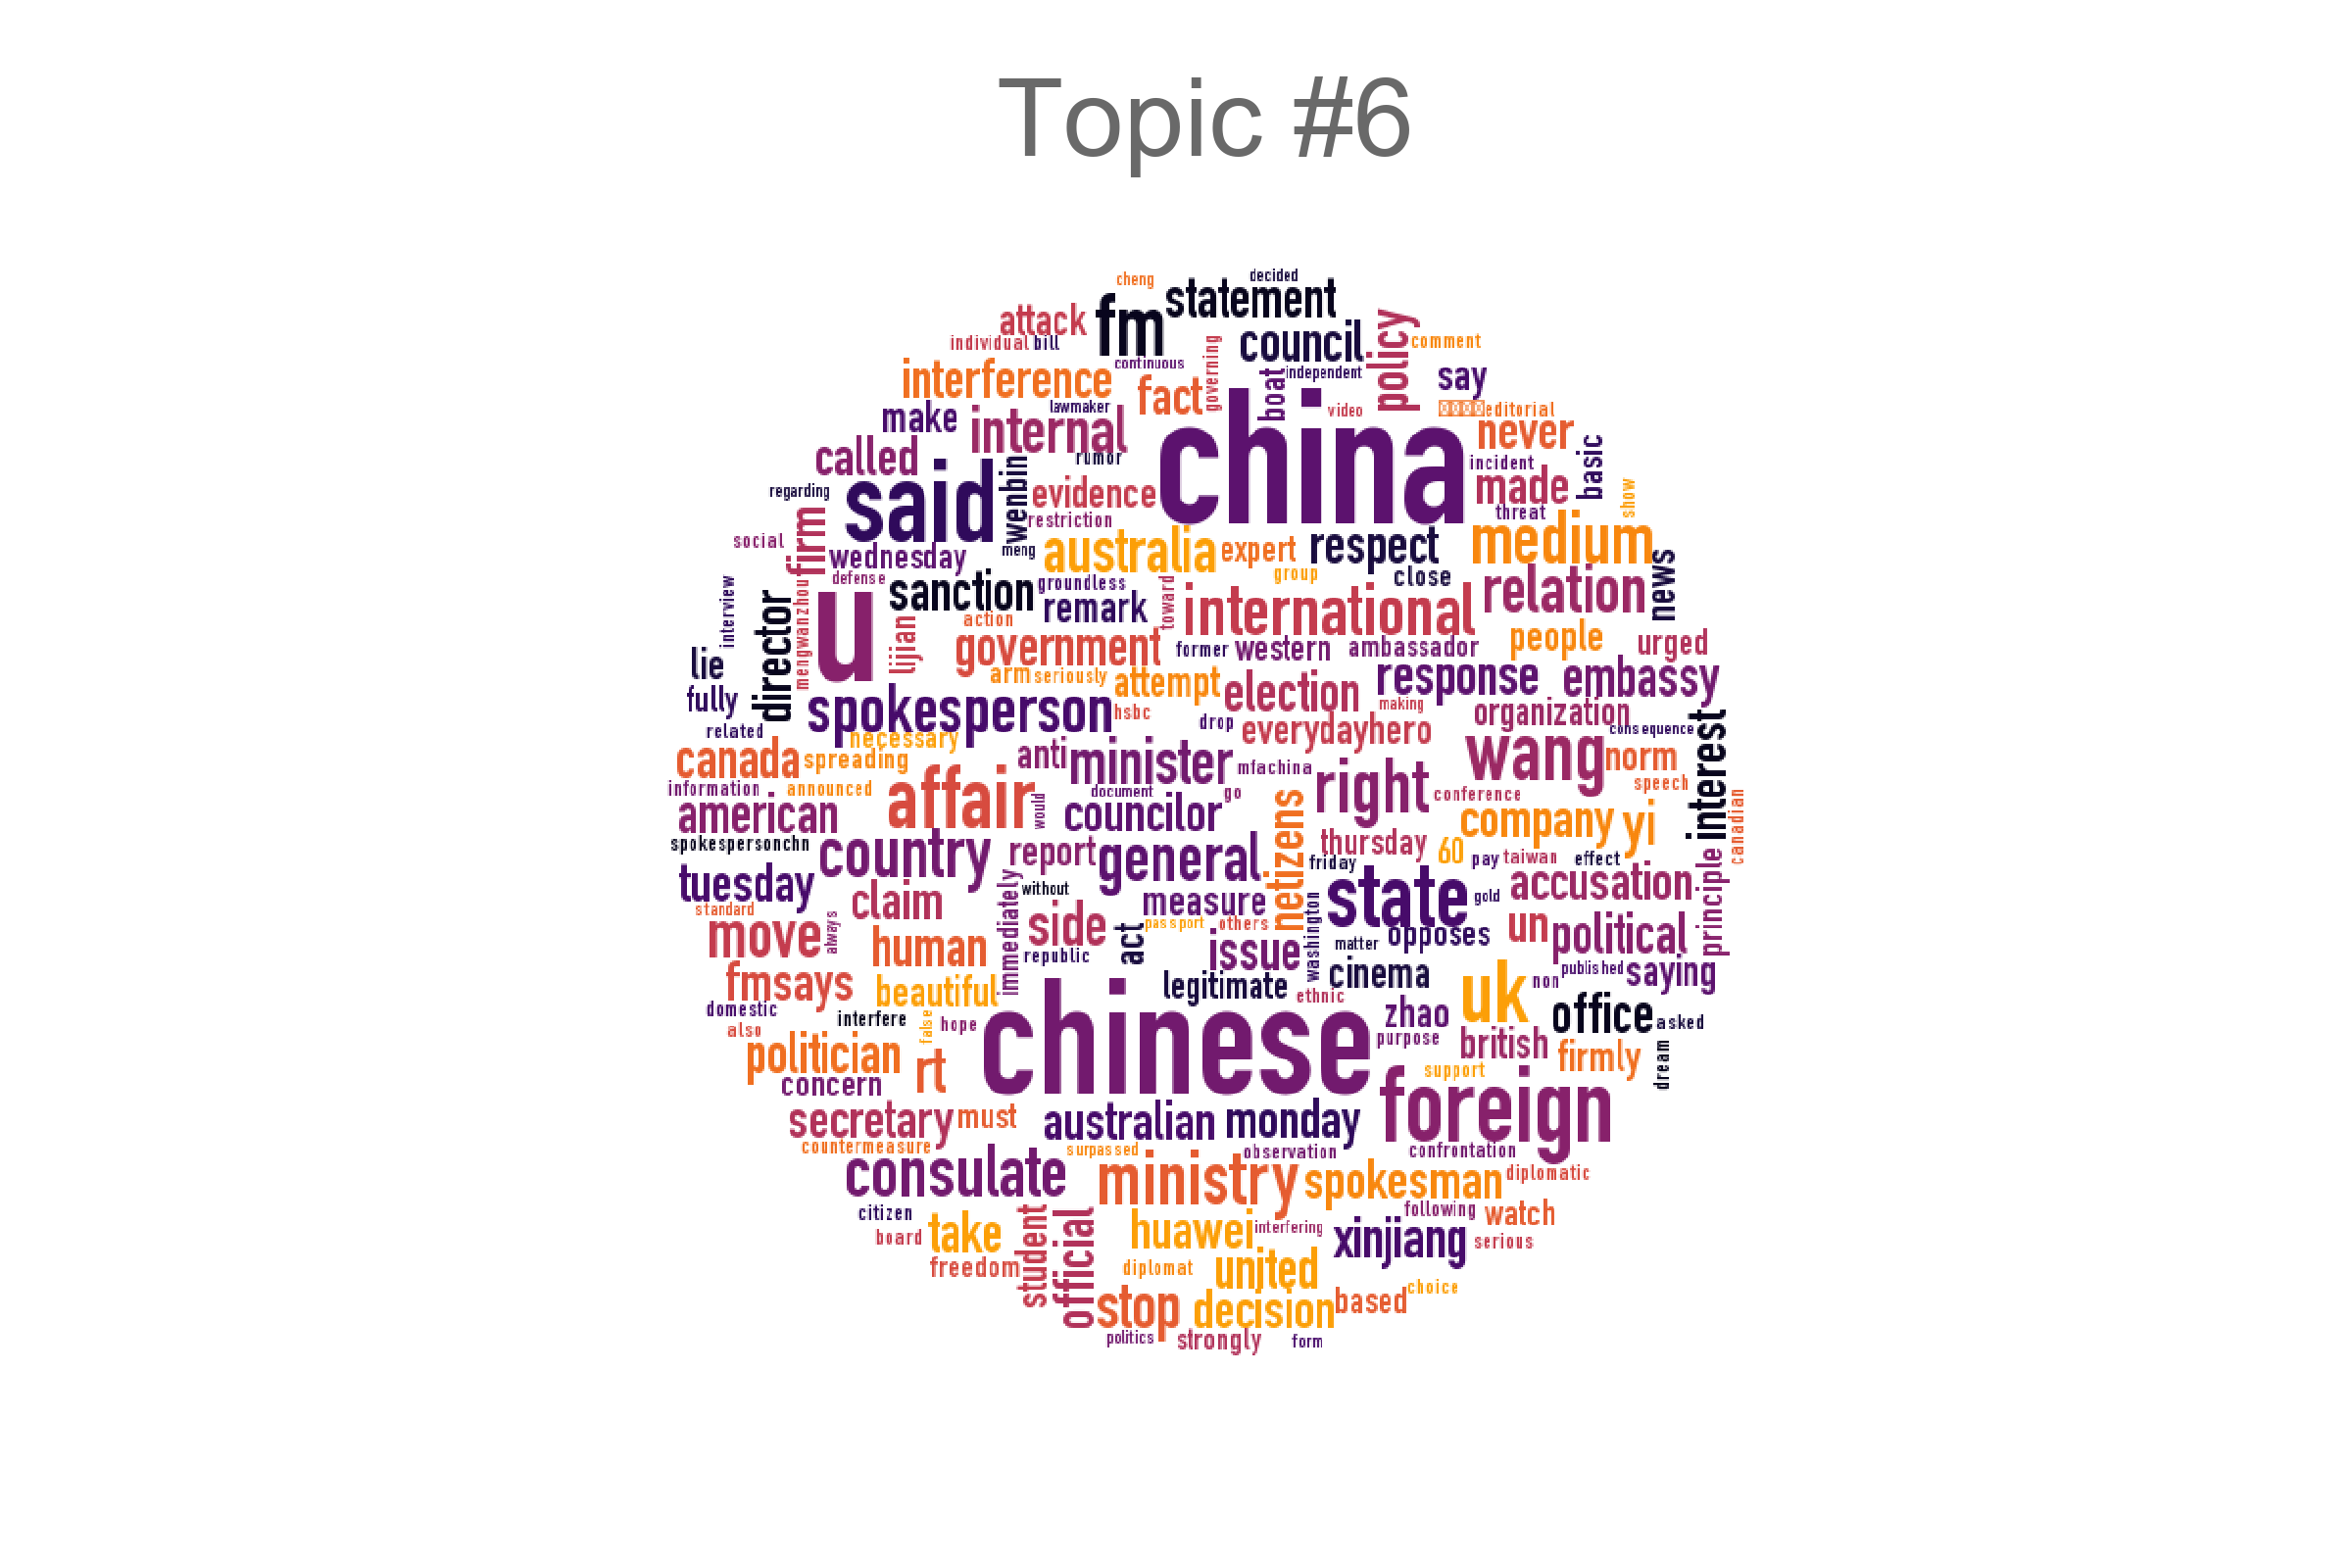 Topic #6
cheng decided
statement
attack fm council policy
individual bill comment
continuous governing independent
interference fact boat say
make lawmaker video editorial
internal china never
called rumor basic
said wenbin evidence incident made
regarding restriction threat show
social firm wednesday meng australia expert respect medium news
defense groundless group close
interview mengwanzhou u sanction remark toward international relation
director lijian action
government former western ambassador people urged
lie arm seriously attempt election response embassy
fully spokesperson hsbc drop making organization
related necessary everydayhero consequence
canada spreading anti minister wang norm interest
information announced affair mfachina right speech
document go conference
american would councilor netizens company yi canadian
spokespersonchn country report general thursday 60
friday pay taiwan effect principle
tuesday claim immediately without measure state gold accusation
standard always side act passport others washington un political
move human republic issue matter opposes
fmsays beautiful legitimate cinema non published saying
domestic interfere false hope chinese ethnic zhao uk office asked
also purpose
politician rt british firmly dream
concern support
secretary must australian monday foreign
countermeasure surpassed observation confrontation
consulate ministry spokesman diplomatic
citizen student official following watch
board take huawei interfering xinjiang serious
freedom diplomat united choice
stop decision based
politics strongly form